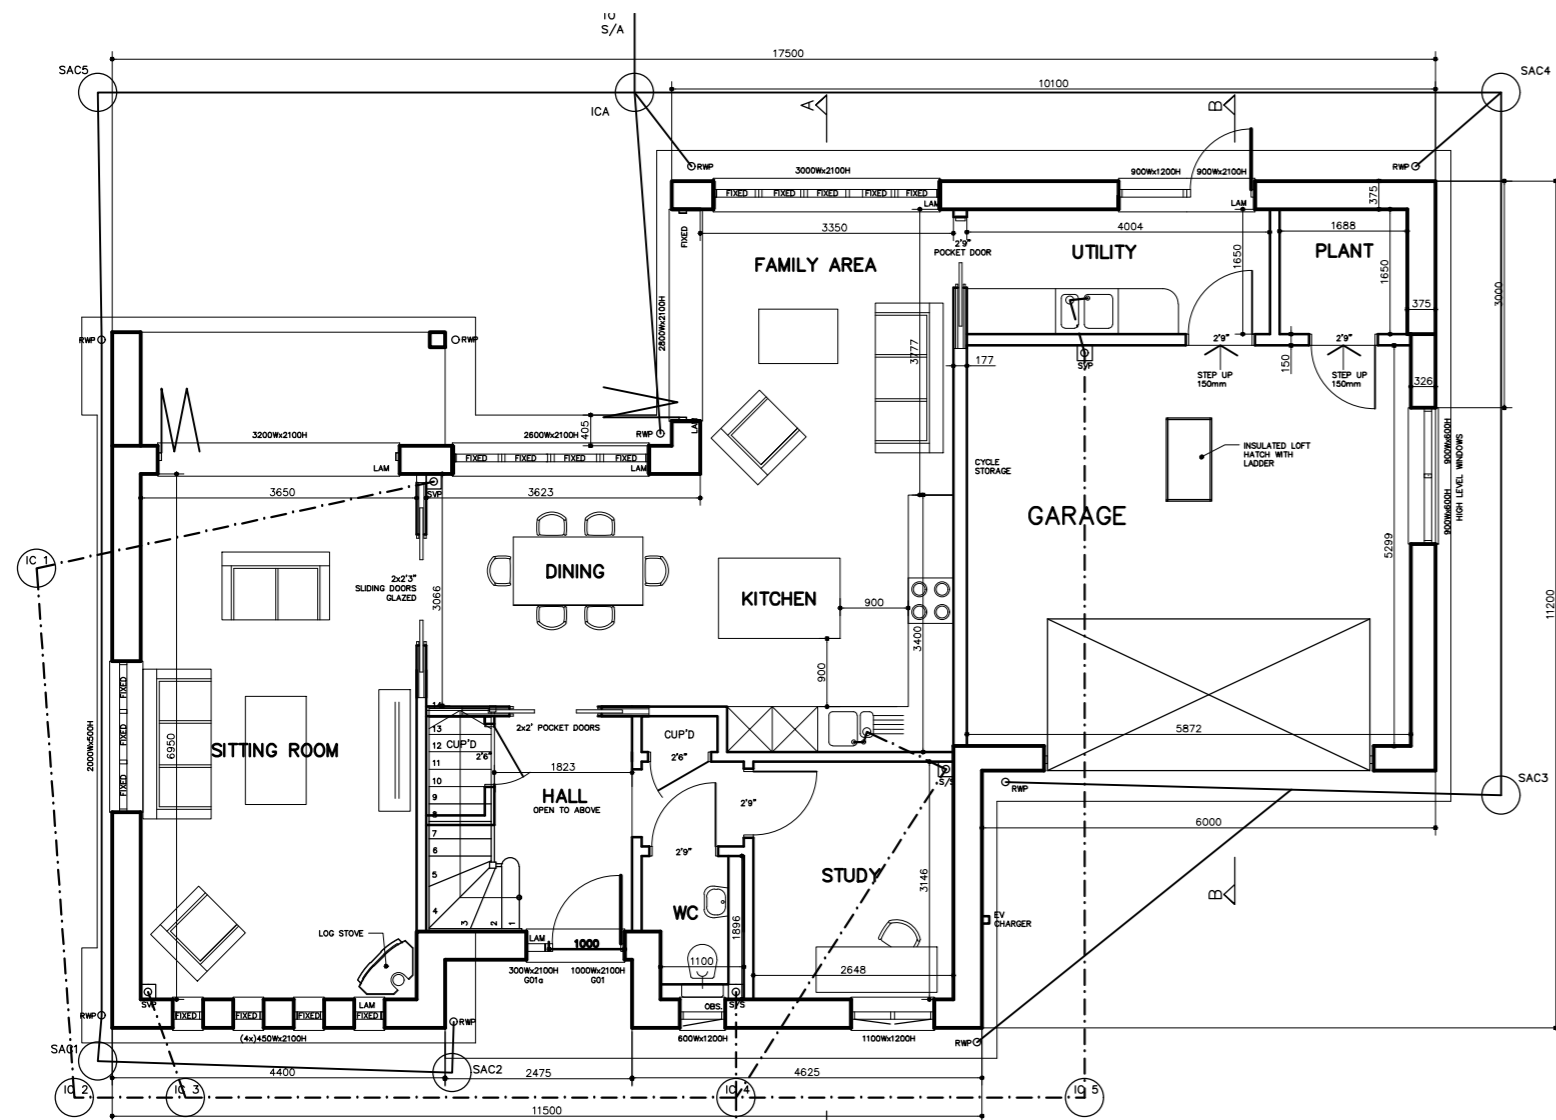 TO
S/A
17500
SAC5
SAC4
10100
ICA
A
B
RWP
RWP
3000Wx2100H
900Wx1200H
900Wx2100H
FIXED
FIXED
FIXED
FIXED
FIXED
LAM
LAM
375
FIXED
3350
2'9"
POCKET DOOR
4004
1688
FAMILY AREA
UTILITY
PLANT
1650
1650
3000
375
2800Wx2100H
3777
177
RWP
RWP
SVP
150
2'9"
STEP UP
150mm
2'9"
STEP UP
150mm
326
3200Wx2100H
2600Wx2100H
405
RWP
LAM
LAM
FIXED
FIXED
FIXED
FIXED
LAM
CYCLE
STORAGE
INSULATED LOFT
HATCH WITH
LADDER
900Wx600H
900Wx600H
HIGH LEVEL WINDOWS
3650
SVP
3623
GARAGE
5299
IC 1
2x2'3"
SLIDING DOORS
GLAZED
3066
DINING
KITCHEN
900
3400
900
11200
FIXED
FIXED
FIXED
2000Wx500H
6950
SITTING ROOM
14
13
12
11
10
9
8
7
6
5
4
3
2
1
CUP'D
2'6"
2x2' POCKET DOORS
CUP'D
2'6"
5872
1823
HALL
OPEN TO ABOVE
2'9"
S/S
RWP
SAC3
6000
2'9"
STUDY
3146
B
WC
1896
EV
CHARGER
LOG STOVE
LAM
1000
1100
2648
300Wx2100H
G01a
1000Wx2100H
G01
SVP
LAM
OBS.
S/S
RWP
FIXED
FIXED
FIXED
FIXED
RWP
(4x)450Wx2100H
600Wx1200H
1100Wx1200H
RWP
SAC1
SAC2
4400
2475
4625
IC 2
IC 3
IC 4
IC 5
11500